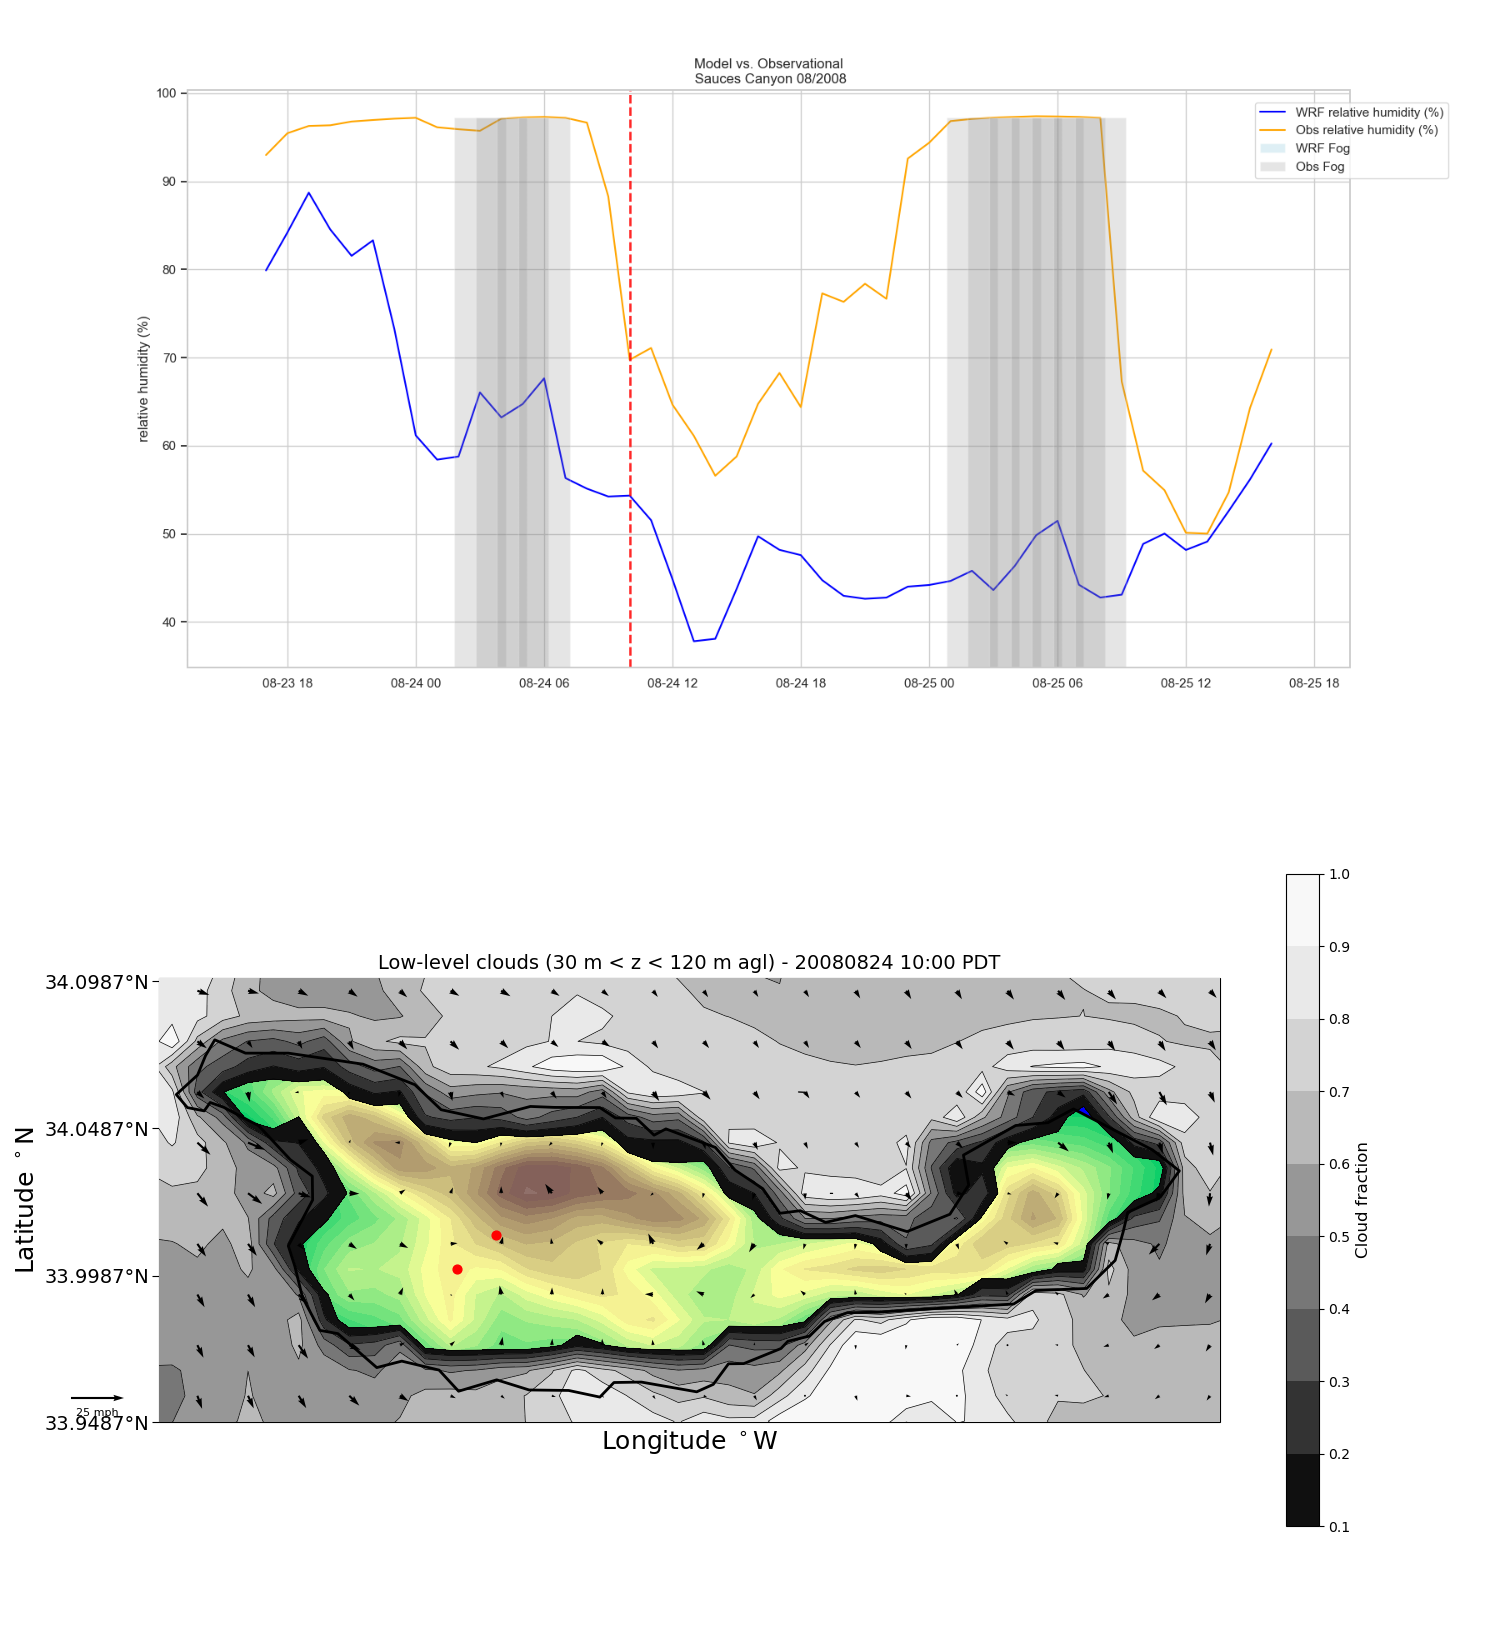 Model vs. Observational
Sauces Canyon 08/2008
100
90
80
70
60
50
40
relative humidity (%)
WRF relative humidity (%)
Obs relative humidity (%)
WRF Fog
Obs Fog
08-23 18
08-24 00
08-24 06
08-24 12
08-24 18
08-25 00
08-25 06
08-25 12
08-25 18
Low-level clouds (30 m < z < 120 m agl) - 20080824 10:00 PDT
34.0987°N
34.0487°N
33.9987°N
33.9487°N
Latitude °N
25 mph
Longitude °W
1.0
0.9
0.8
0.7
0.6
0.5
0.4
0.3
0.2
0.1
Cloud fraction